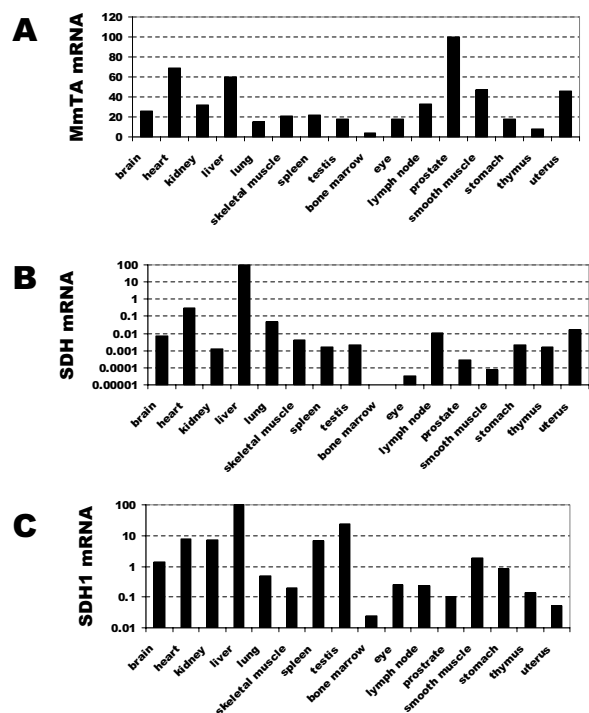 A
MmTA mRNA
120
100
80
60
40
20
0
brain
heart
kidney
liver
lung
skeletal muscle
spleen
testis
bone marrow
eye
lymph node
prostate
smooth muscle
stomach
thymus
uterus
B
SDH mRNA
100
10
1
0.1
0.01
0.001
0.0001
0.00001
brain
heart
kidney
liver
lung
skeletal muscle
spleen
testis
bone marrow
eye
lymph node
prostate
smooth muscle
stomach
thymus
uterus
C
SDH1 mRNA
100
10
1
0.1
0.01
brain
heart
kidney
liver
lung
skeletal muscle
spleen
testis
bone marrow
eye
lymph node
prostrate
smooth muscle
stomach
thymus
uterus